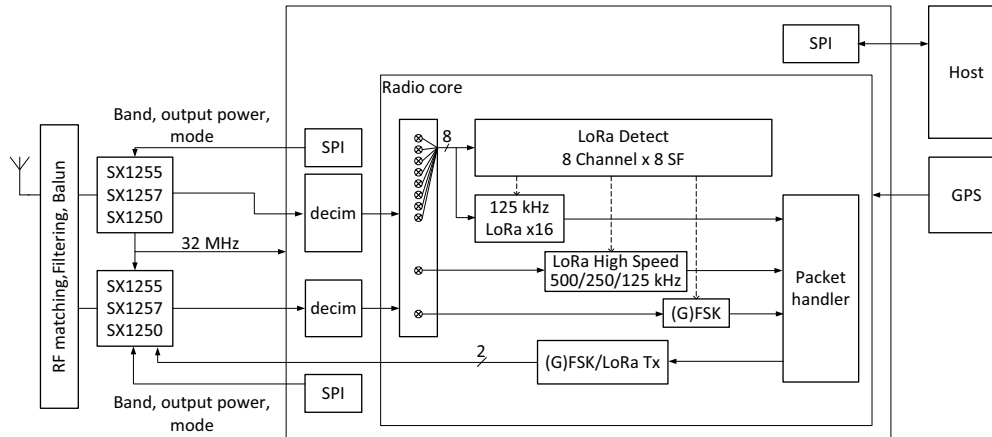 SPI
Host
Radio core
Band, output power,
mode
SPI
8
LoRa Detect
8 Channel x 8 SF
RF matching,Filtering, Balun
SX1255
SX1257
SX1250
decim
125 kHz
LoRa x16
GPS
32 MHz
SX1255
SX1257
SX1250
decim
LoRa High Speed
500/250/125 kHz
Packet
handler
(G)FSK
2
(G)FSK/LoRa Tx
SPI
Band, output power,
mode